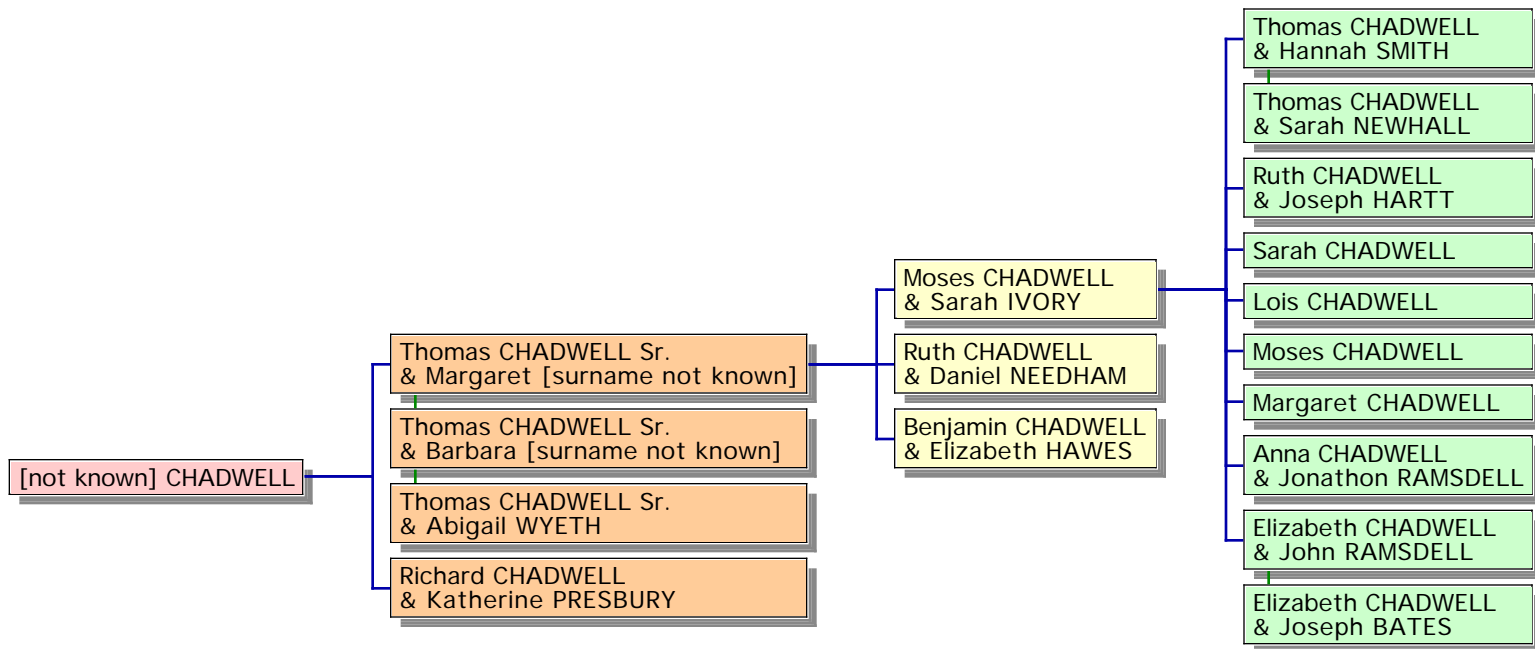 [not known] CHADWELL
Thomas CHADWELL Sr.
& Margaret [surname not known]
Thomas CHADWELL Sr.
& Barbara [surname not known]
Thomas CHADWELL Sr.
& Abigail WYETH
Richard CHADWELL
& Katherine PRESBURY
Moses CHADWELL
& Sarah IVORY
Ruth CHADWELL
& Daniel NEEDHAM
Benjamin CHADWELL
& Elizabeth HAWES
Thomas CHADWELL
& Hannah SMITH
Thomas CHADWELL
& Sarah NEWHALL
Ruth CHADWELL
& Joseph HARTT
Sarah CHADWELL
Lois CHADWELL
Moses CHADWELL
Margaret CHADWELL
Anna CHADWELL
& Jonathon RAMSDELL
Elizabeth CHADWELL
& John RAMSDELL
Elizabeth CHADWELL
& Joseph BATES